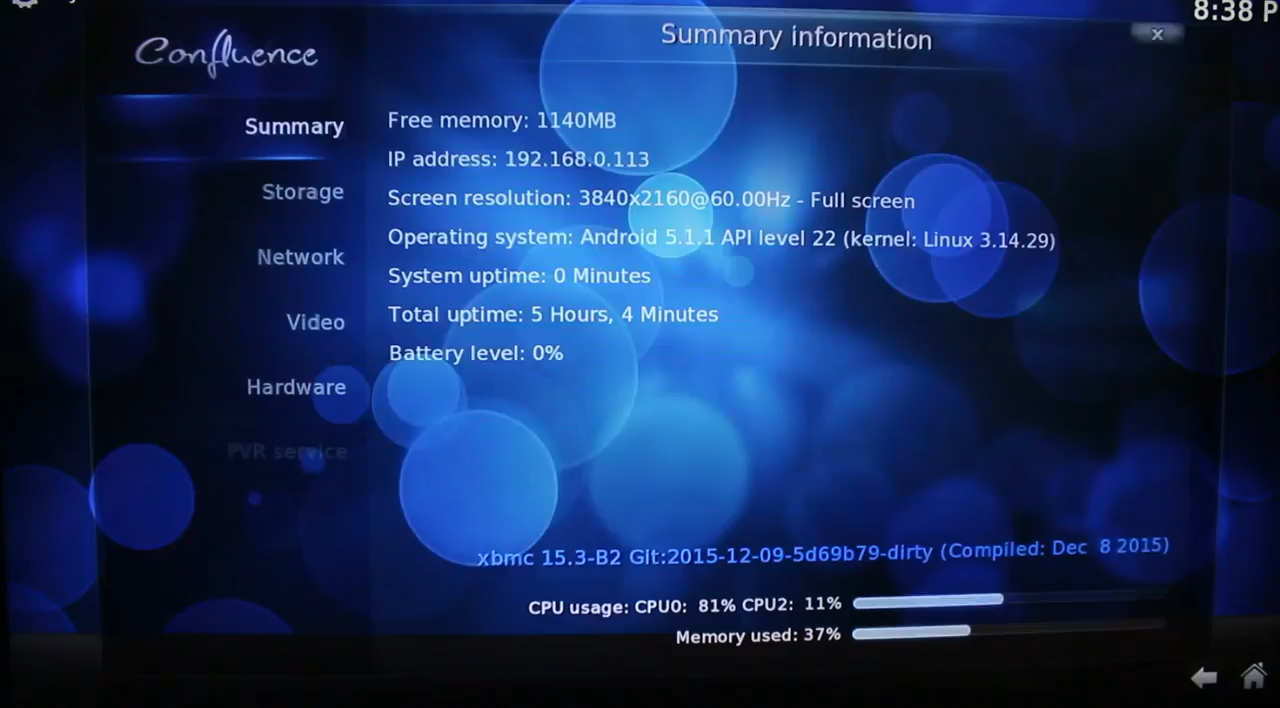 8:38 P
Confluence
Summary information
x
Summary
Storage
Network
Video
Hardware
PVR service
Free memory: 1140MB
IP address: 192.168.0.113
Screen resolution: 3840x2160@60.00Hz - Full screen
Operating system: Android 5.1.1 API level 22 (kernel: Linux 3.14.29)
System uptime: 0 Minutes
Total uptime: 5 Hours, 4 Minutes
Battery level: 0%
xbmc 15.3-B2 Git:2015-12-09-5d69b79-dirty (Compiled: Dec 8 2015)
CPU usage: CPU0: 81% CPU2: 11%
Memory used: 37%